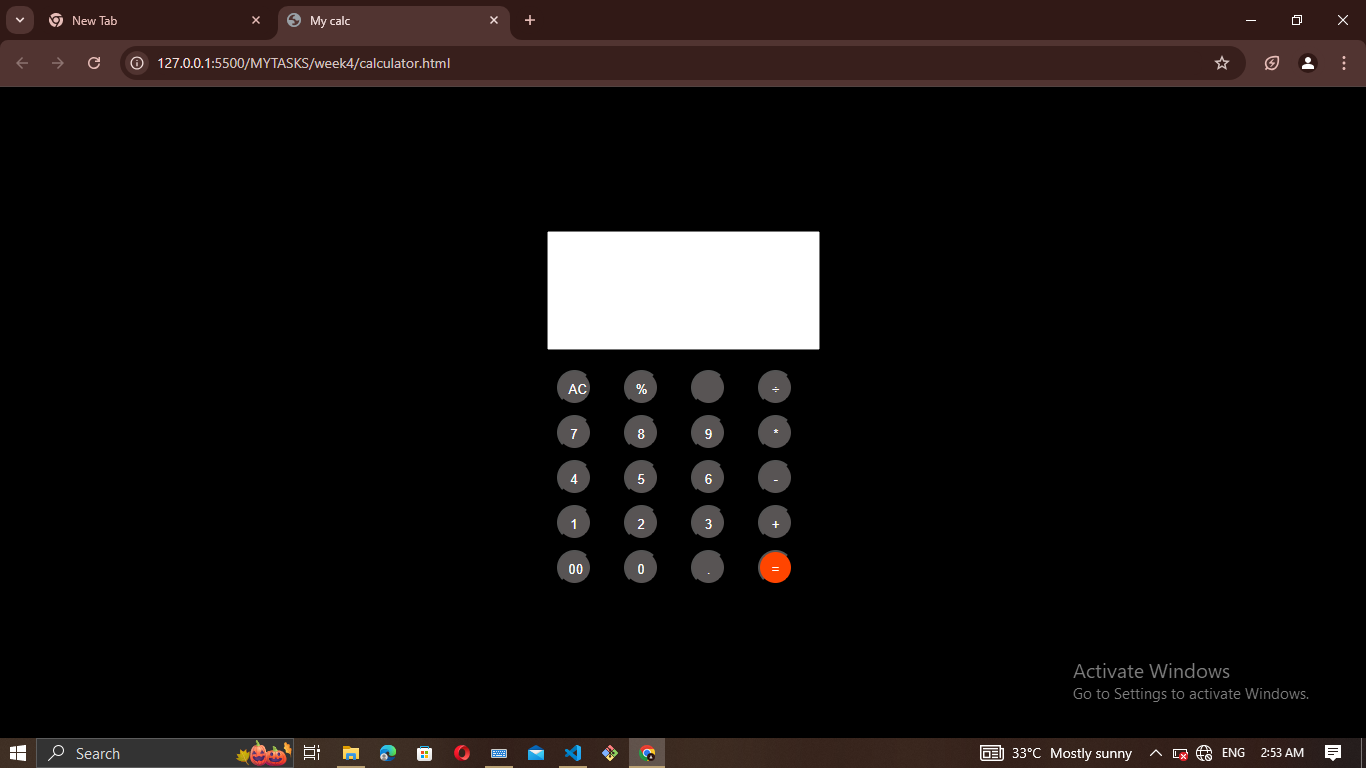 New Tab
My calc
127.0.0.1:5500/MYTASKS/week4/calculator.html
AC % ÷
7 8 9 *
4 5 6 -
1 2 3 +
00 0 . =
Activate Windows
Go to Settings to activate Windows.
Search
33°C Mostly sunny
ENG
2:53 AM